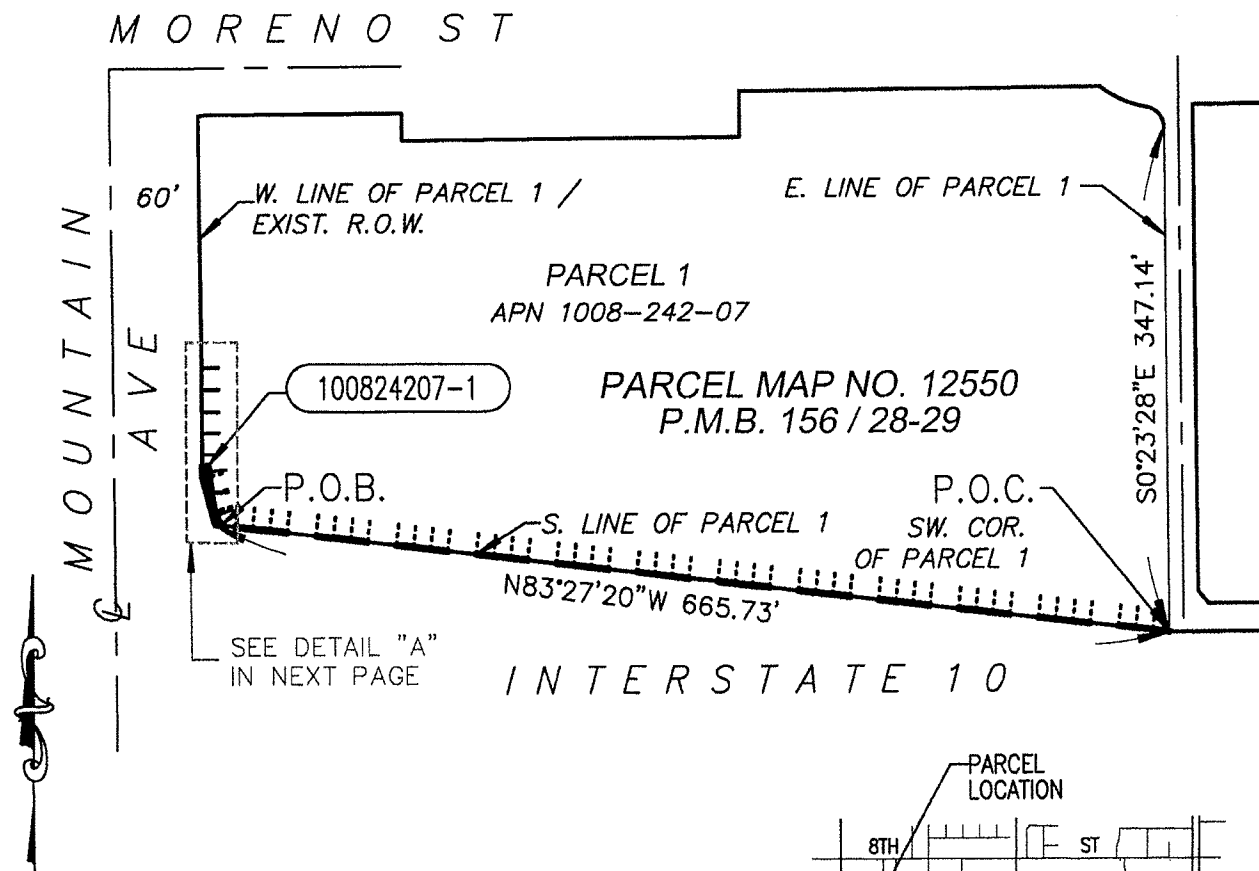 MORENO ST
MOUNTAIN
AVE
60'
W. LINE OF PARCEL 1 /
EXIST. R.O.W.
E. LINE OF PARCEL 1
PARCEL 1
APN 1008-242-07
S0°23'28"E 347.14'
100824207-1
PARCEL MAP NO. 12550
P.M.B. 156 / 28-29
P.O.B.
P.O.C.
SW. COR.
OF PARCEL 1
S. LINE OF PARCEL 1
N83°27'20"W 665.73'
SEE DETAIL "A"
IN NEXT PAGE
INTERSTATE 10
PARCEL
LOCATION
8TH ST